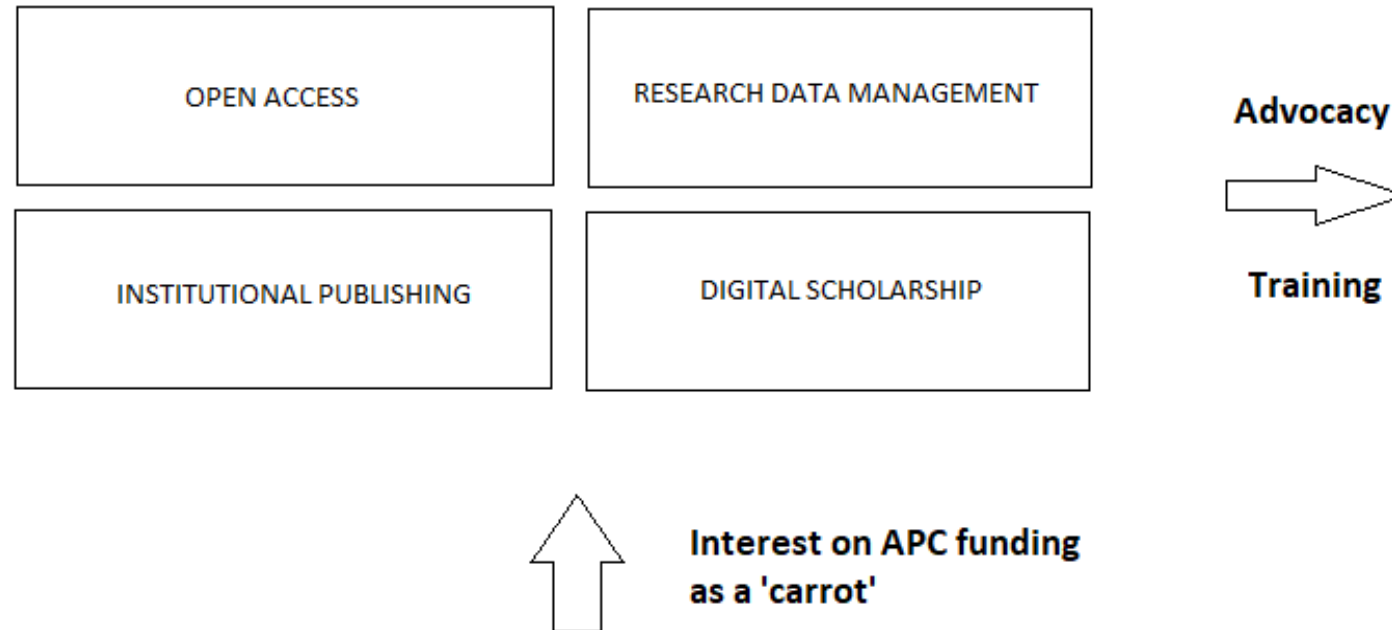 OPEN ACCESS
RESEARCH DATA MANAGEMENT
Advocacy
INSTITUTIONAL PUBLISHING
DIGITAL SCHOLARSHIP
Training
Interest on APC funding
as a 'carrot'